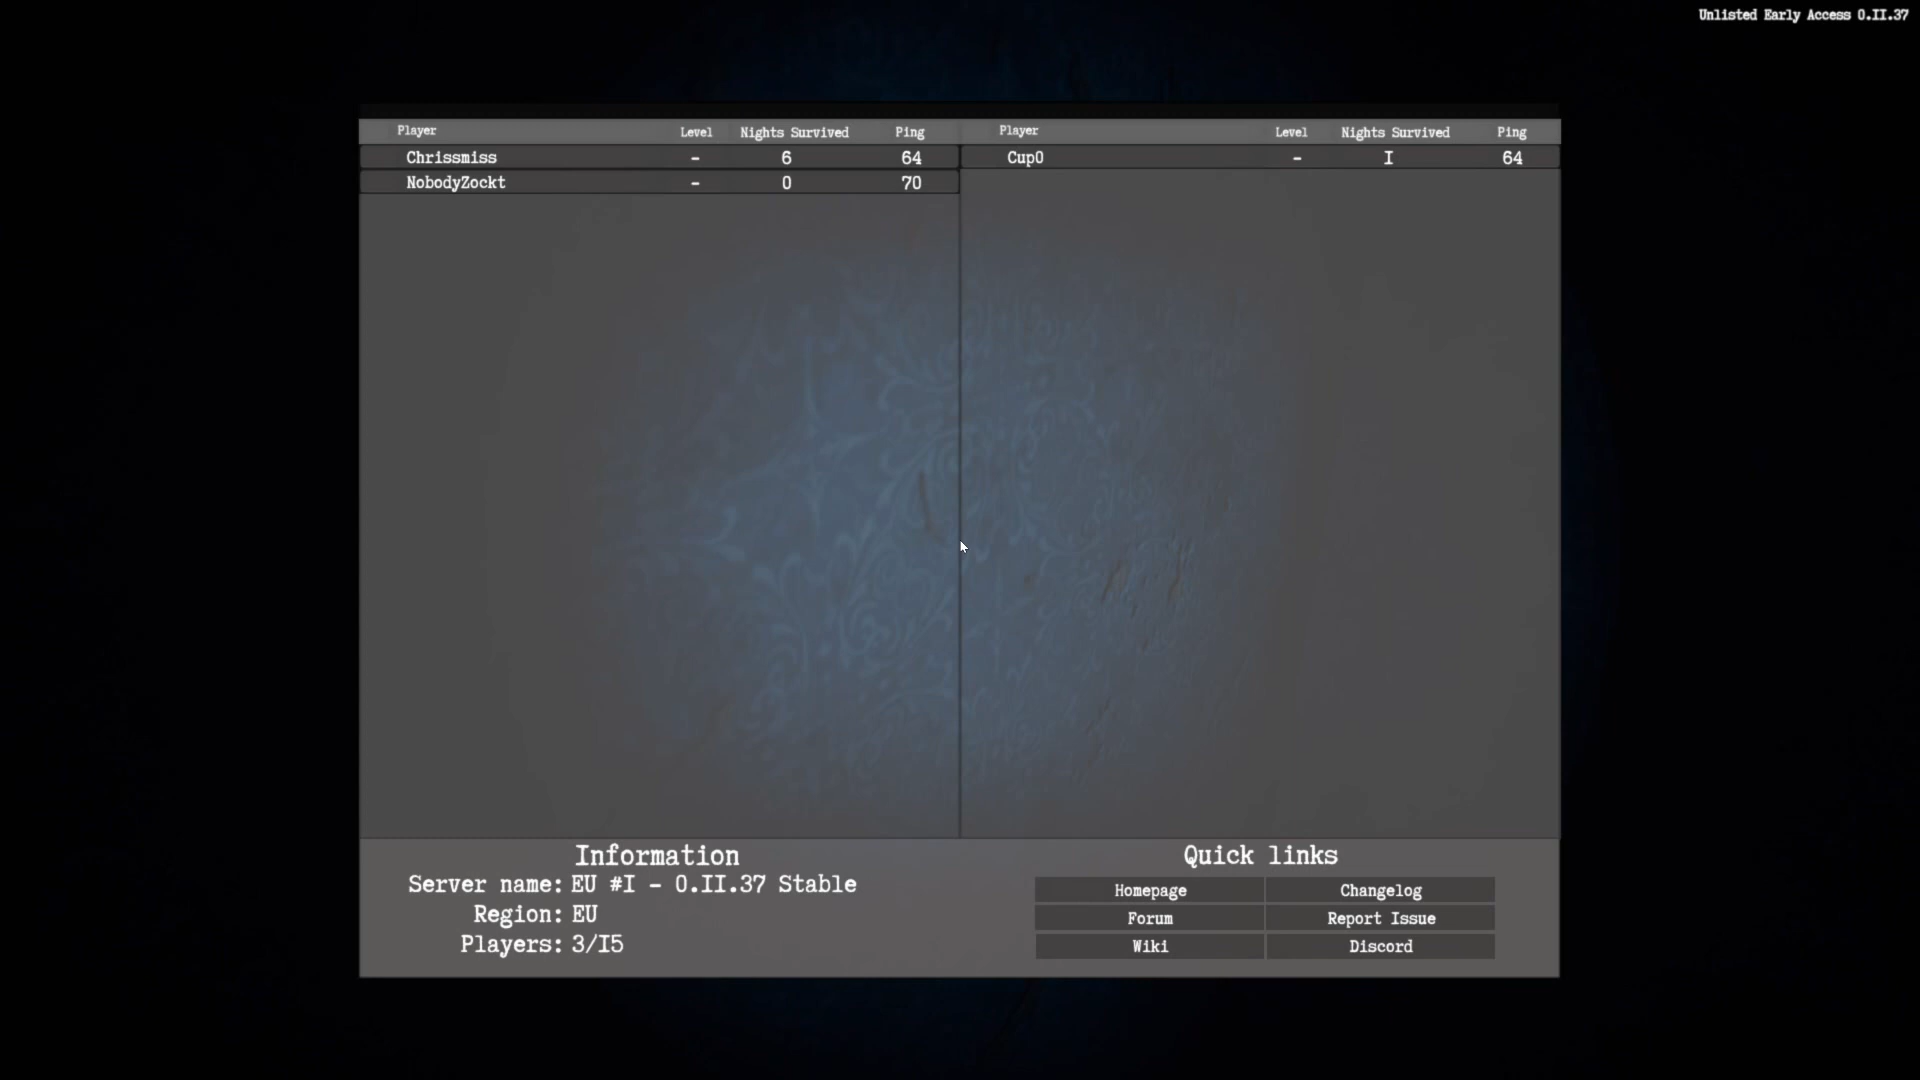 Unlisted Early Access 0.II.37
Player Level Nights Survived Ping
Chrissmiss - 6 64
NobodyZockt - 0 70
Player Level Nights Survived Ping
Cup0 - I 64
Information
Server name: EU #I - 0.II.37 Stable
Region: EU
Players: 3/I5
Quick links
Homepage Changelog
Forum Report Issue
Wiki Discord